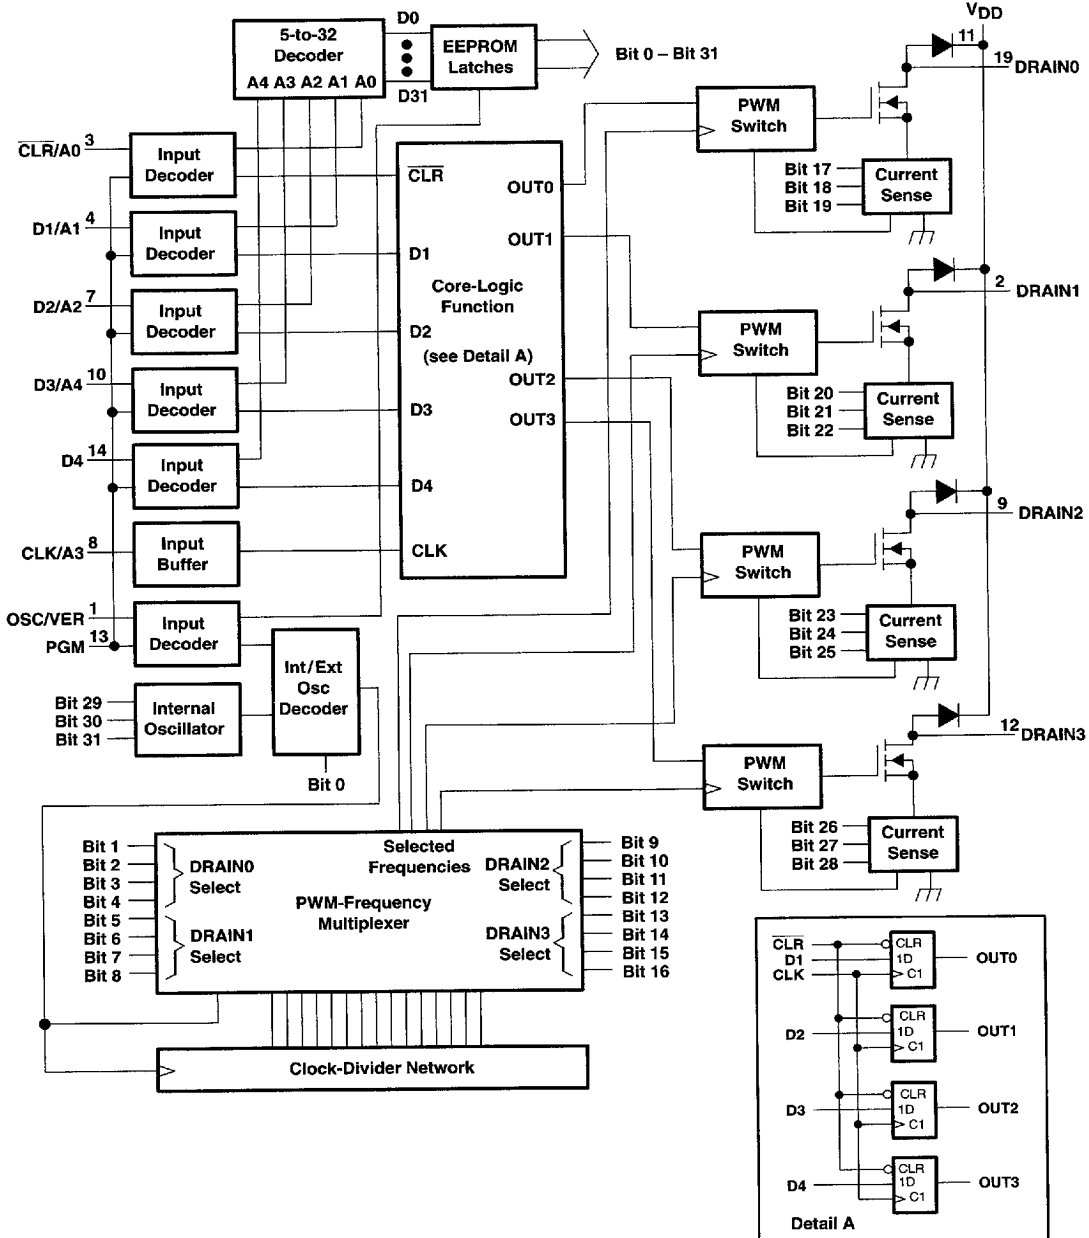 5-to-32
Decoder
A4 A3 A2 A1 A0
D0
D31
EEPROM
Latches
Bit 0 – Bit 31
VDD
11
19
DRAIN0
PWM
Switch
Bit 17
Bit 18
Bit 19
Current
Sense
CLR/A0
3
Input
Decoder
D1/A1
4
Input
Decoder
D2/A2
7
Input
Decoder
D3/A4
10
Input
Decoder
D4
14
Input
Decoder
CLK/A3
8
Input
Buffer
OSC/VER
1
PGM
13
Input
Decoder
CLR
D1
D2
D3
D4
CLK
Core-Logic
Function
(see Detail A)
OUT0
OUT1
OUT2
OUT3
2
DRAIN1
PWM
Switch
Bit 20
Bit 21
Bit 22
Current
Sense
9
DRAIN2
PWM
Switch
Bit 23
Bit 24
Bit 25
Current
Sense
12
DRAIN3
PWM
Switch
Bit 26
Bit 27
Bit 28
Current
Sense
Int/Ext
Osc
Decoder
Bit 0
Bit 29
Bit 30
Bit 31
Internal
Oscillator
Bit 1
Bit 2
Bit 3
Bit 4
Bit 5
Bit 6
Bit 7
Bit 8
DRAIN0
Select
DRAIN1
Select
Selected
Frequencies
PWM-Frequency
Multiplexer
DRAIN2
Select
DRAIN3
Select
Bit 9
Bit 10
Bit 11
Bit 12
Bit 13
Bit 14
Bit 15
Bit 16
Clock-Divider Network
CLR
D1
CLK
CLR
1D
C1
OUT0
D2
CLR
1D
C1
OUT1
D3
CLR
1D
C1
OUT2
D4
CLR
1D
C1
OUT3
Detail A